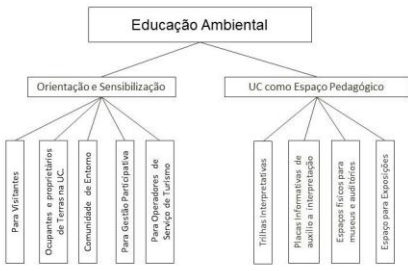 Educação Ambiental
Orientação e Sensibilização
UC como Espaço Pedagógico
Para Visitantes
Ocupantes e proprietários
de Terras na UC.
Comunidade de Entorno
Para Gestão Participativa
Para Operadores de
Serviço de Turismo
Trilhas Interpretativas
Placas Informativas de
auxilio a interpretação
Espaços físicos para
museus e auditórios
Espaço para Exposições